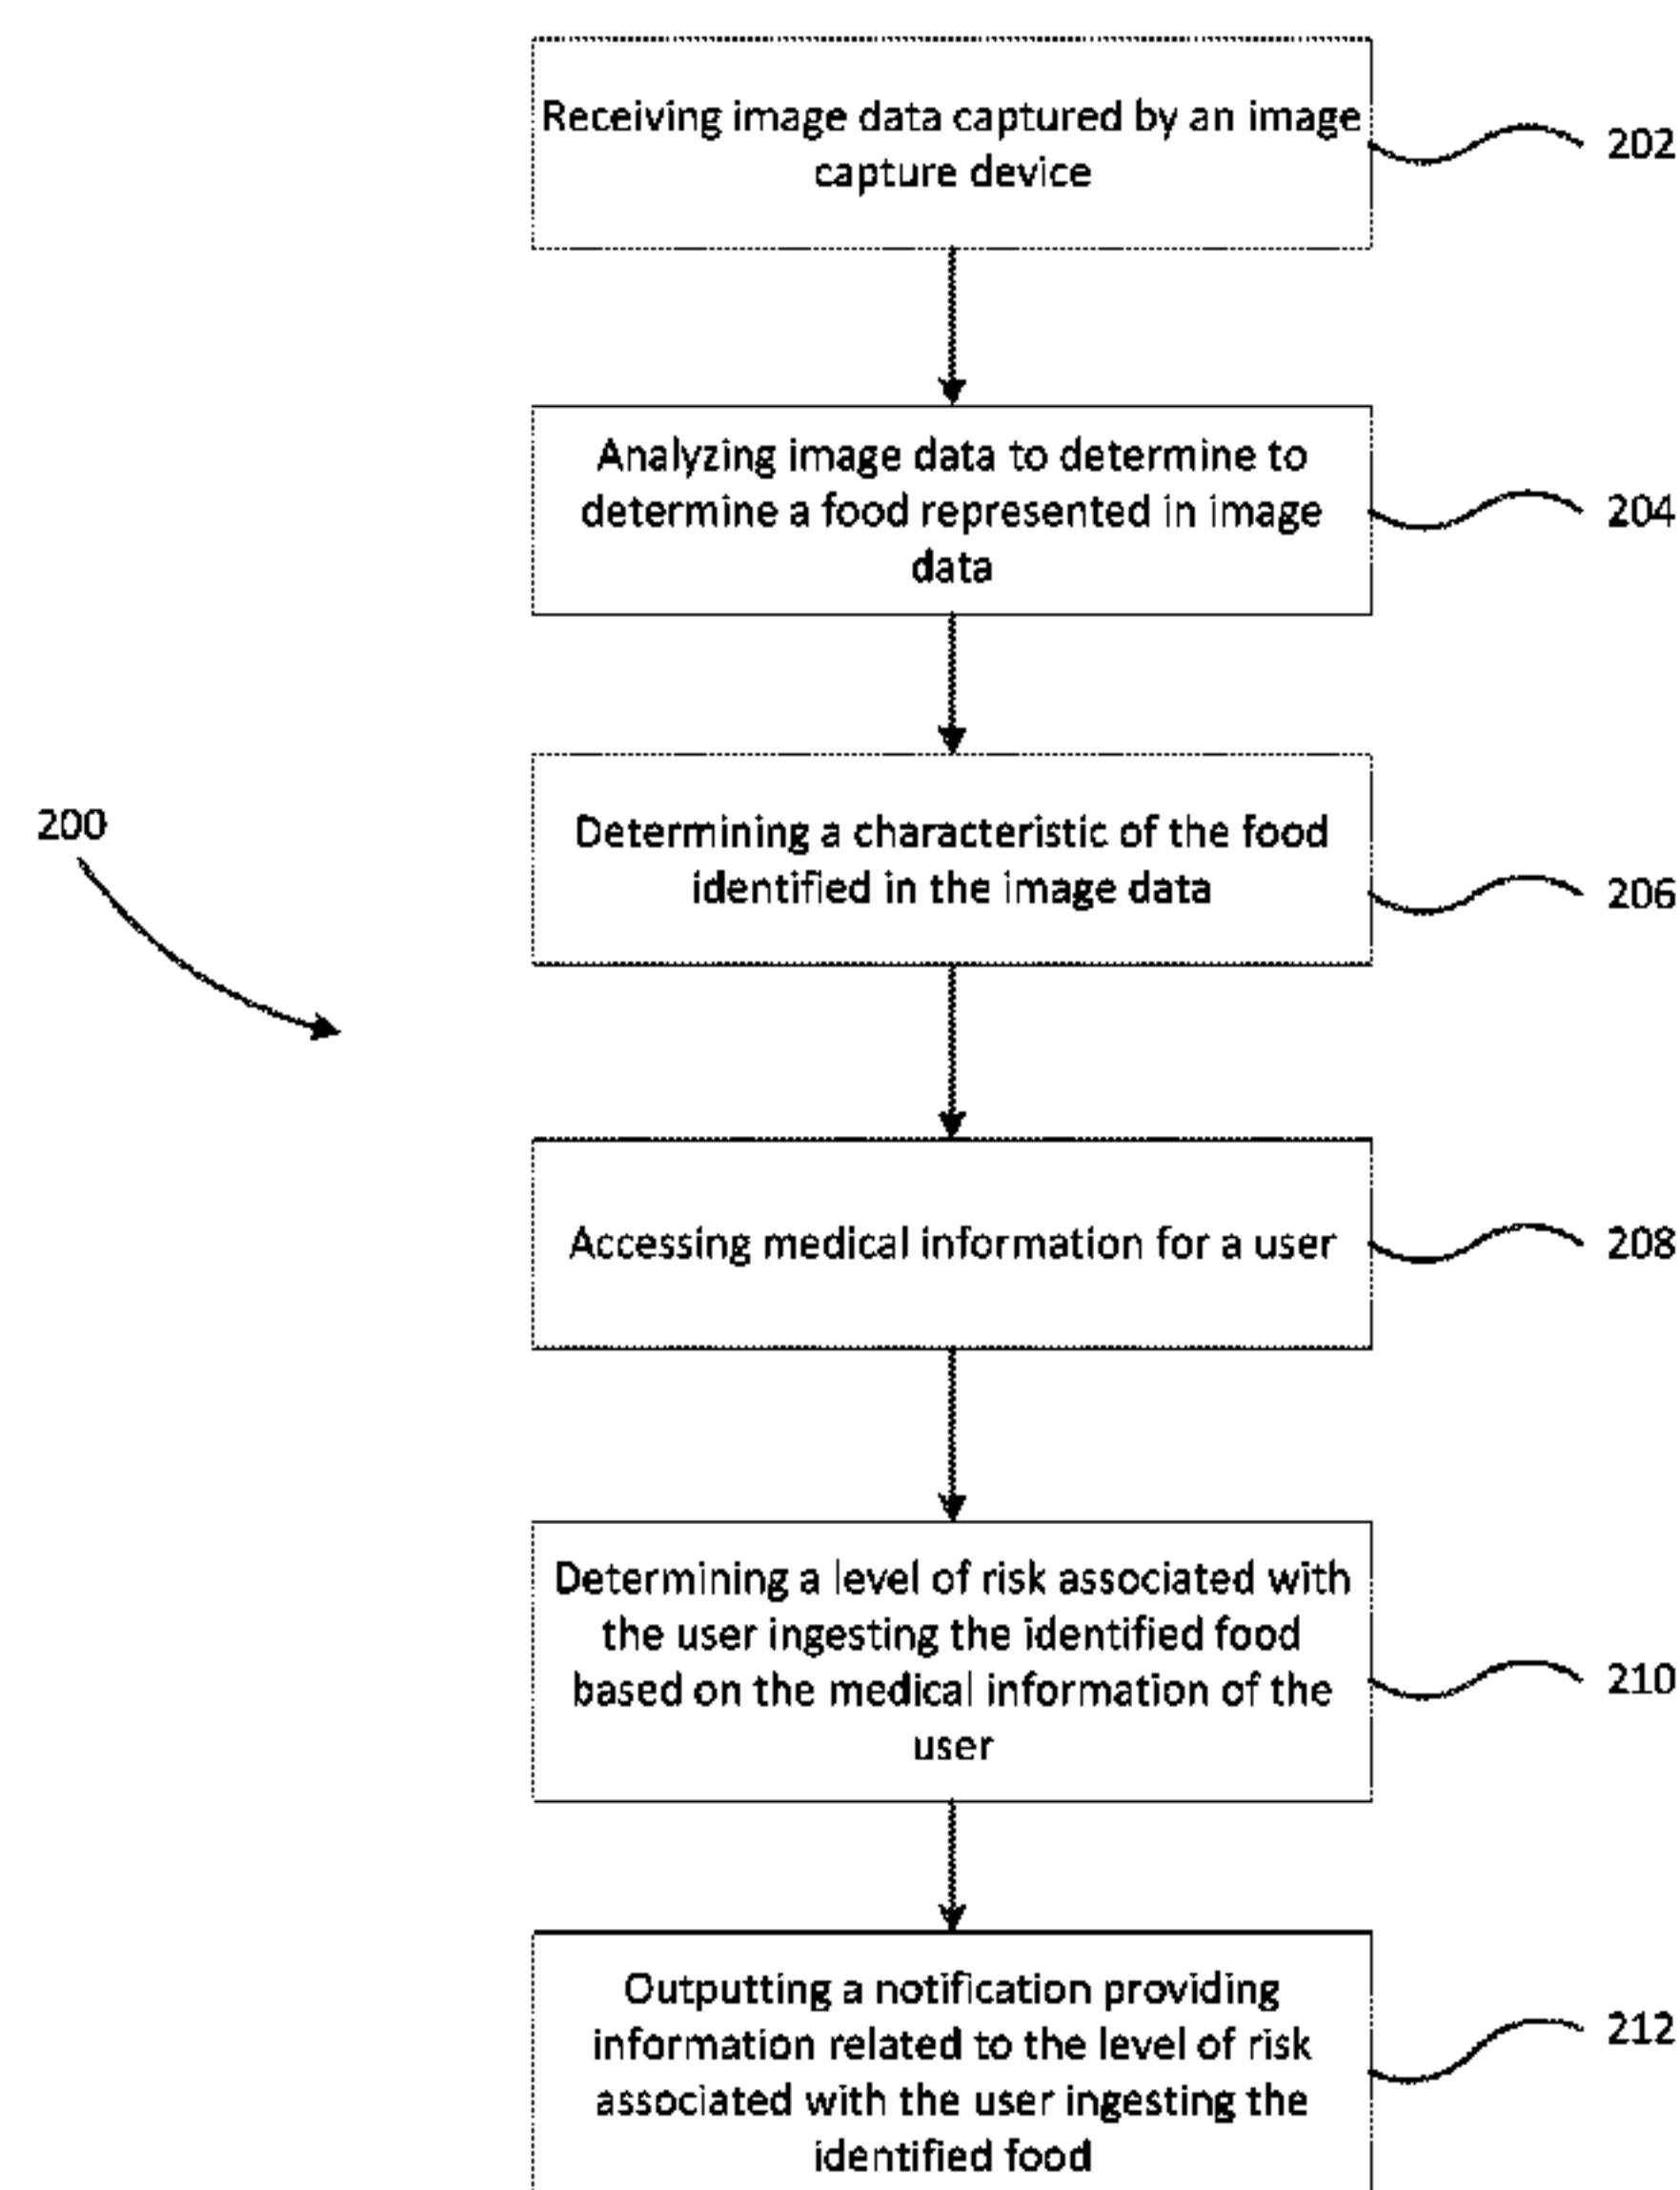 Receiving image data captured by an image
capture device
202
Analyzing image data to determine to
determine a food represented in image
data
204
200
Determining a characteristic of the food
identified in the image data
206
Accessing medical information for a user
208
Determining a level of risk associated with
the user ingesting the identified food
based on the medical information of the
user
210
Outputting a notification providing
information related to the level of risk
associated with the user ingesting the
identified food
212